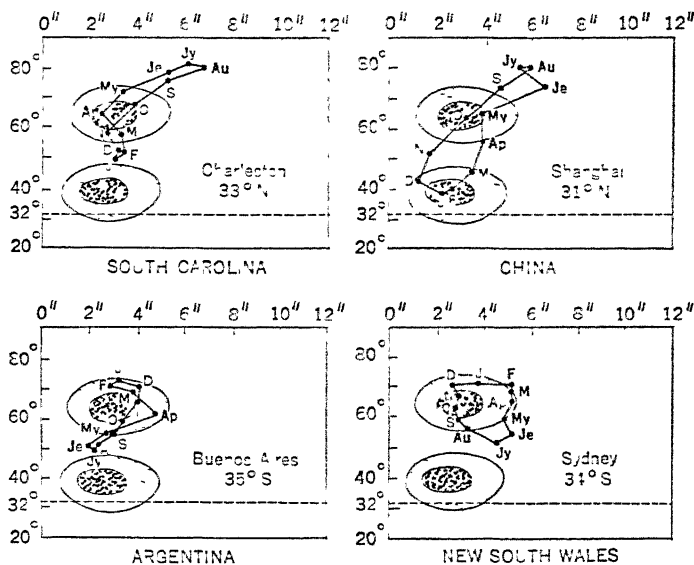 0" 2" 4" 6" 8" 10" 12"
80°
60°
40°
32°
20°
Jy
Je
Au
S
My
O
M
D
F
Charleston
33° N
SOUTH CAROLINA
0" 2" 4" 6" 8" 10" 12"
80°
60°
40°
32°
20°
Jy
Au
Je
S
My
Ap
M
D
Shanghai
31° N
CHINA
0" 2" 4" 6" 8" 10" 12"
80°
60°
40°
32°
20°
F
D
M
Ap
My
S
Je
Jy
Buenos Aires
35° S
ARGENTINA
0" 2" 4" 6" 8" 10" 12"
80°
60°
40°
32°
20°
D
J
F
M
S
Au
My
Je
Jy
Sydney
34° S
NEW SOUTH WALES